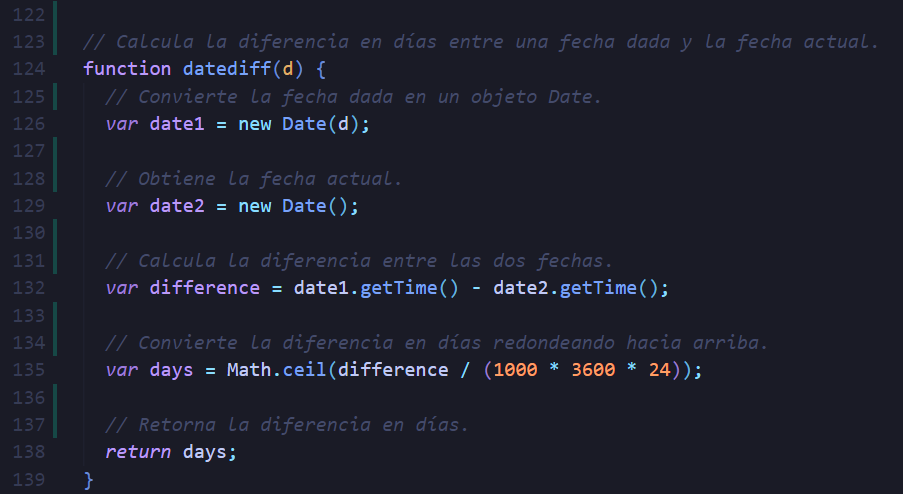 122
123 // Calcula la diferencia en días entre una fecha dada y la fecha actual.
124 function datediff(d) {
125 // Convierte la fecha dada en un objeto Date.
126 var date1 = new Date(d);
127
128 // Obtiene la fecha actual.
129 var date2 = new Date();
130
131 // Calcula la diferencia entre las dos fechas.
132 var difference = date1.getTime() - date2.getTime();
133
134 // Convierte la diferencia en días redondeando hacia arriba.
135 var days = Math.ceil(difference / (1000 * 3600 * 24));
136
137 // Retorna la diferencia en días.
138 return days;
139 }